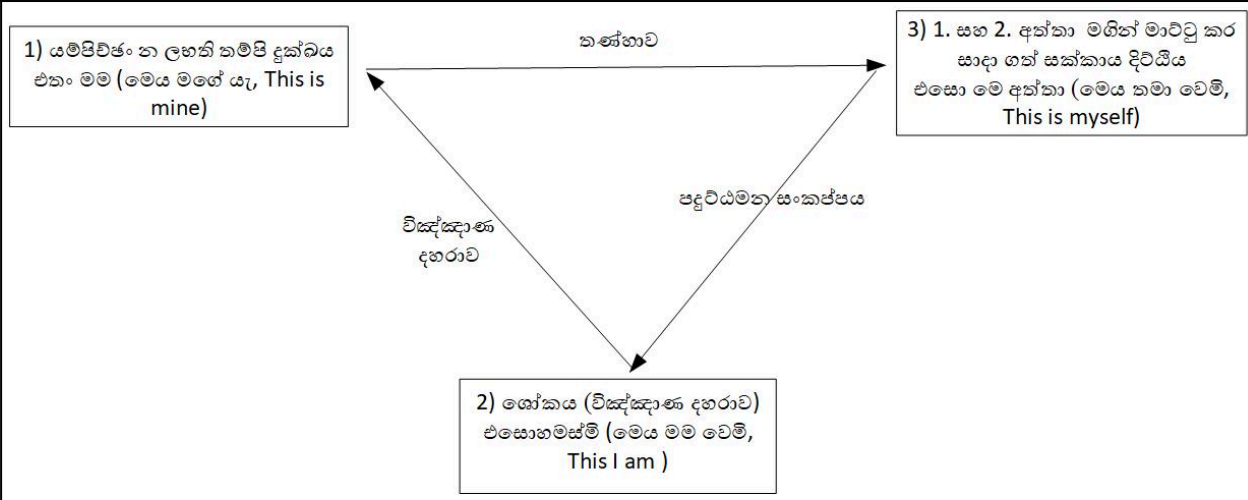 1) යම්පිච්ඡං න ලභති තම්පි දුක්ඛය
එතං මම (මෙය මගේ යැ, This is
mine)
තණ්හාව
3) 1. සහ 2. අත්තා මගින් මාට්ටු කර
සාදා ගත් සක්කාය දිට්ඨිය
එසො මෙ අත්තා (මෙය තමා වෙමි,
This is myself)
පදුට්ඨමන සංකප්පය
විඤ්ඤාණ
දහරාව
2) ශෝකය (විඤ්ඤාණ දහරාව)
එසොහමස්මි (මෙය මම වෙමි,
This I am )